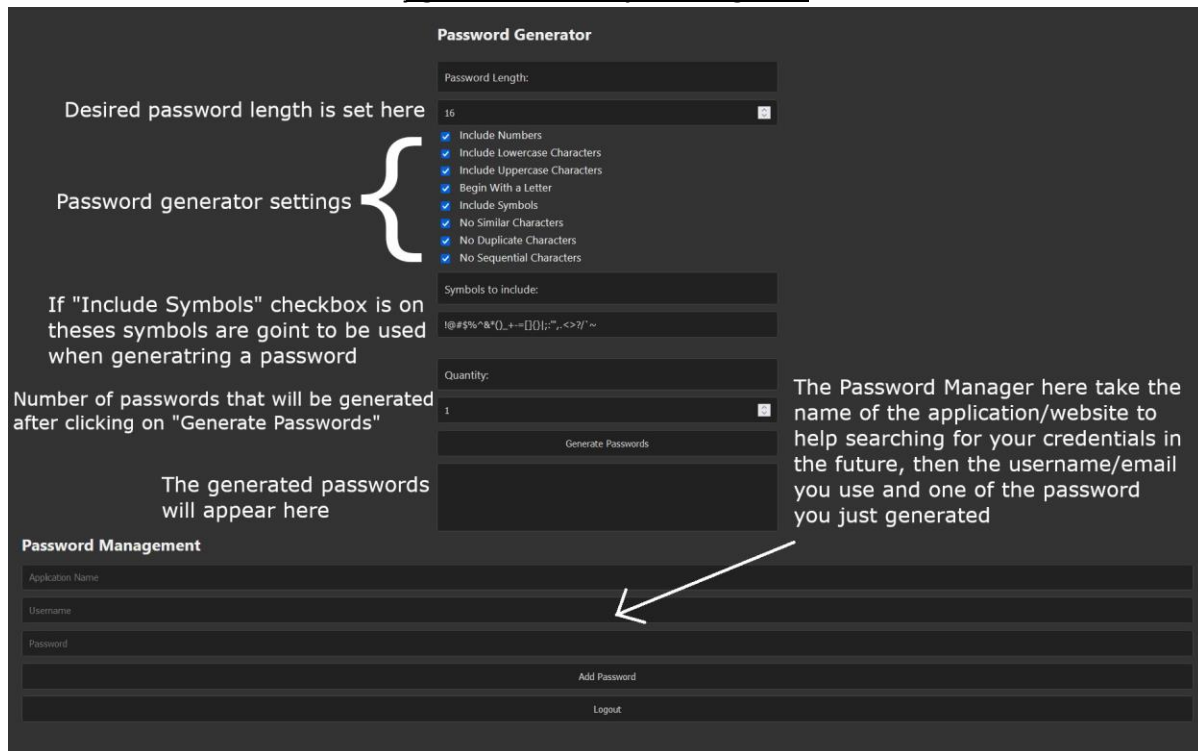 Password Generator
Password Length:
Desired password length is set here
16
Include Numbers
Include Lowercase Characters
Include Uppercase Characters
Begin With a Letter
Include Symbols
No Similar Characters
No Duplicate Characters
No Sequential Characters
Password generator settings
Symbols to include:
If "Include Symbols" checkbox is on
theses symbols are goint to be used
when generatring a password
!@#$%^&*()_+-=[]{}|;:'",.<>?/`~
Quantity:
Number of passwords that will be generated
after clicking on "Generate Passwords"
1
Generate Passwords
The generated passwords
will appear here
The Password Manager here take the
name of the application/website to
help searching for your credentials in
the future, then the username/email
you use and one of the password
you just generated
Password Management
Application Name
Username
Password
Add Password
Logout